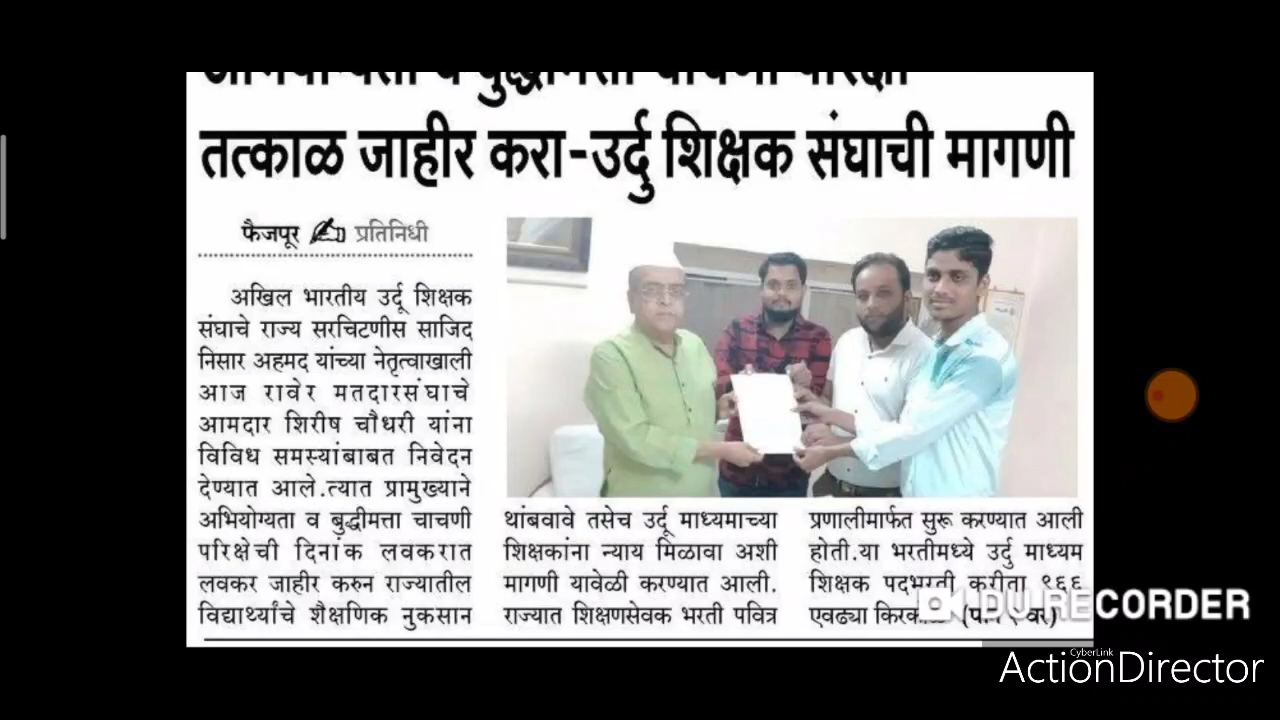 तत्काळ जाहीर करा-उर्दु शिक्षक संघाची मागणी
फैजपूर प्रतिनिधी
अखिल भारतीय उर्दू शिक्षक
संघाचे राज्य सरचिटणीस साजिद
निसार अहमद यांच्या नेतृत्वाखाली
आज रावेर मतदारसंघाचे
आमदार शिरीष चौधरी यांना
विविध समस्यांबाबत निवेदन
देण्यात आले.त्यात प्रामुख्याने
अभियोग्यता व बुद्धीमत्ता चाचणी
परिक्षेची दिनांक लवकरात
लवकर जाहीर करुन राज्यातील
विद्यार्थ्यांचे शैक्षणिक नुकसान
थांबवावे तसेच उर्दू माध्यमाच्या
शिक्षकांना न्याय मिळावा अशी
मागणी यावेळी करण्यात आली.
राज्यात शिक्षणसेवक भरती पवित्र
प्रणालीमार्फत सुरू करण्यात आली
होती.या भरतीमध्ये उर्दु माध्यम
शिक्षक पदभरती करीता ९६६
एवढ्या
DU RECORDER
CyberLink
ActionDirector